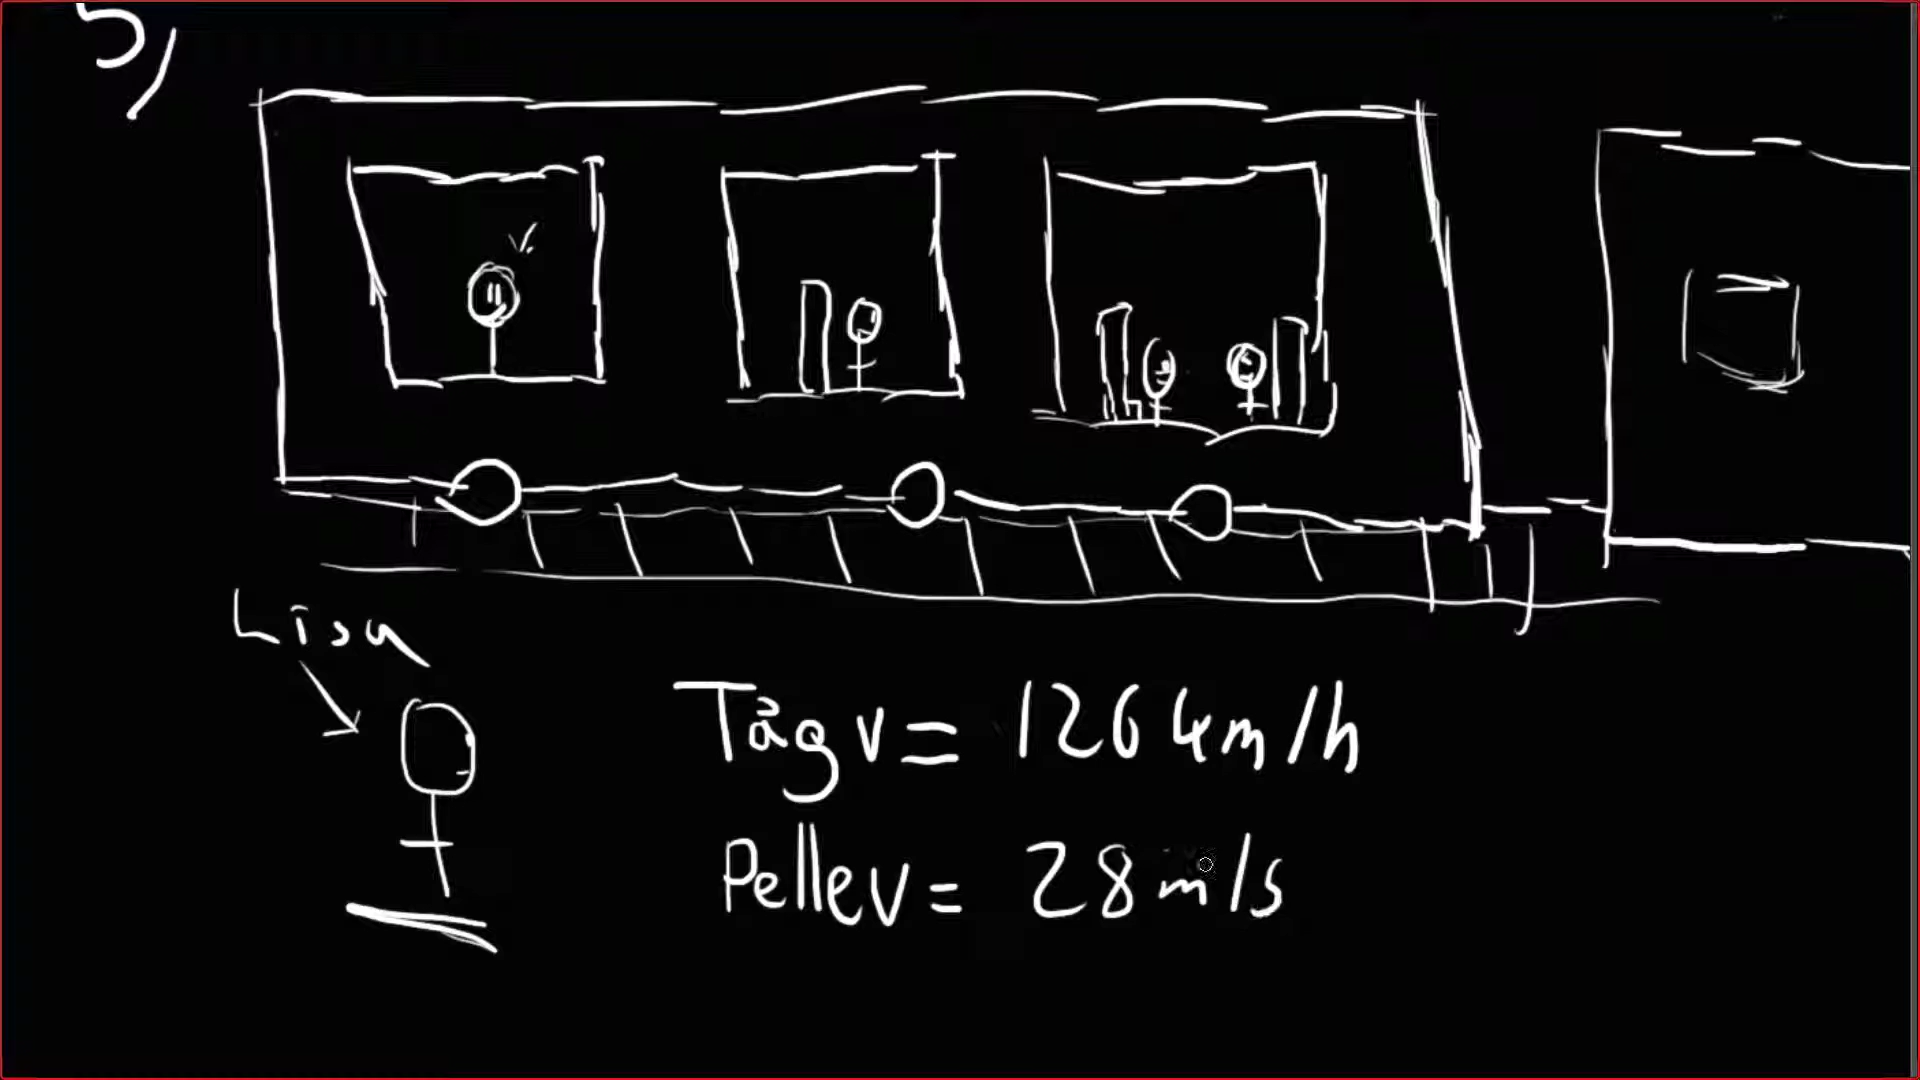 5)
v.
Lisa
Tåg v = 126 km/h
Pelle v = 28 m/s